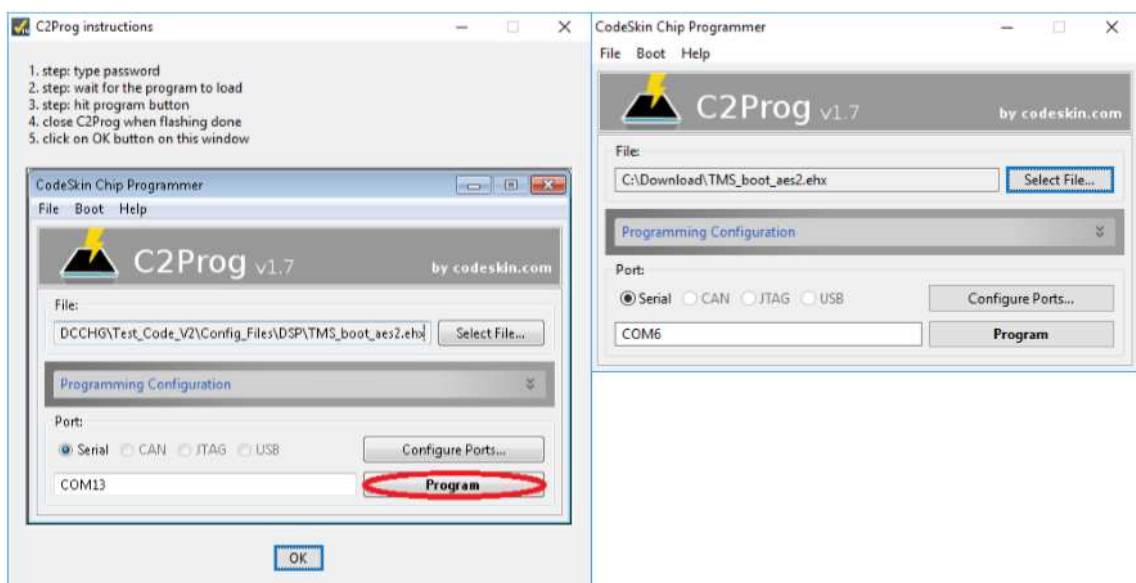 C2Prog instructions
1. step: type password
2. step: wait for the program to load
3. step: hit program button
4. close C2Prog when flashing done
5. click on OK button on this window
CodeSkin Chip Programmer
File Boot Help
C2Prog v1.7
by codeskin.com
File:
DCCHG\Test_Code_V2\Config_Files\DSP\TMS_boot_aes2.ehx
Select File...
Programming Configuration
Port:
Serial CAN JTAG USB
Configure Ports...
COM13
Program
OK
CodeSkin Chip Programmer
File Boot Help
C2Prog v1.7
by codeskin.com
File:
C:\Download\TMS_boot_aes2.ehx
Select File...
Programming Configuration
Port:
Serial CAN JTAG USB
Configure Ports...
COM6
Program